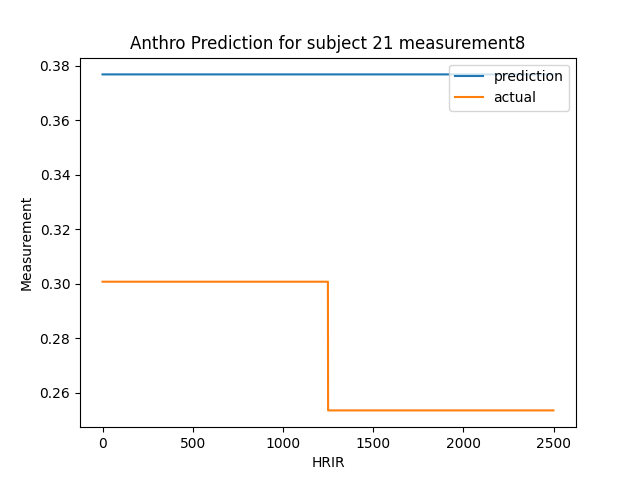 Anthro Prediction for subject 21 measurement8
prediction
actual
Measurement
0.38
0.36
0.34
0.32
0.30
0.28
0.26
0 500 1000 1500 2000 2500
HRIR